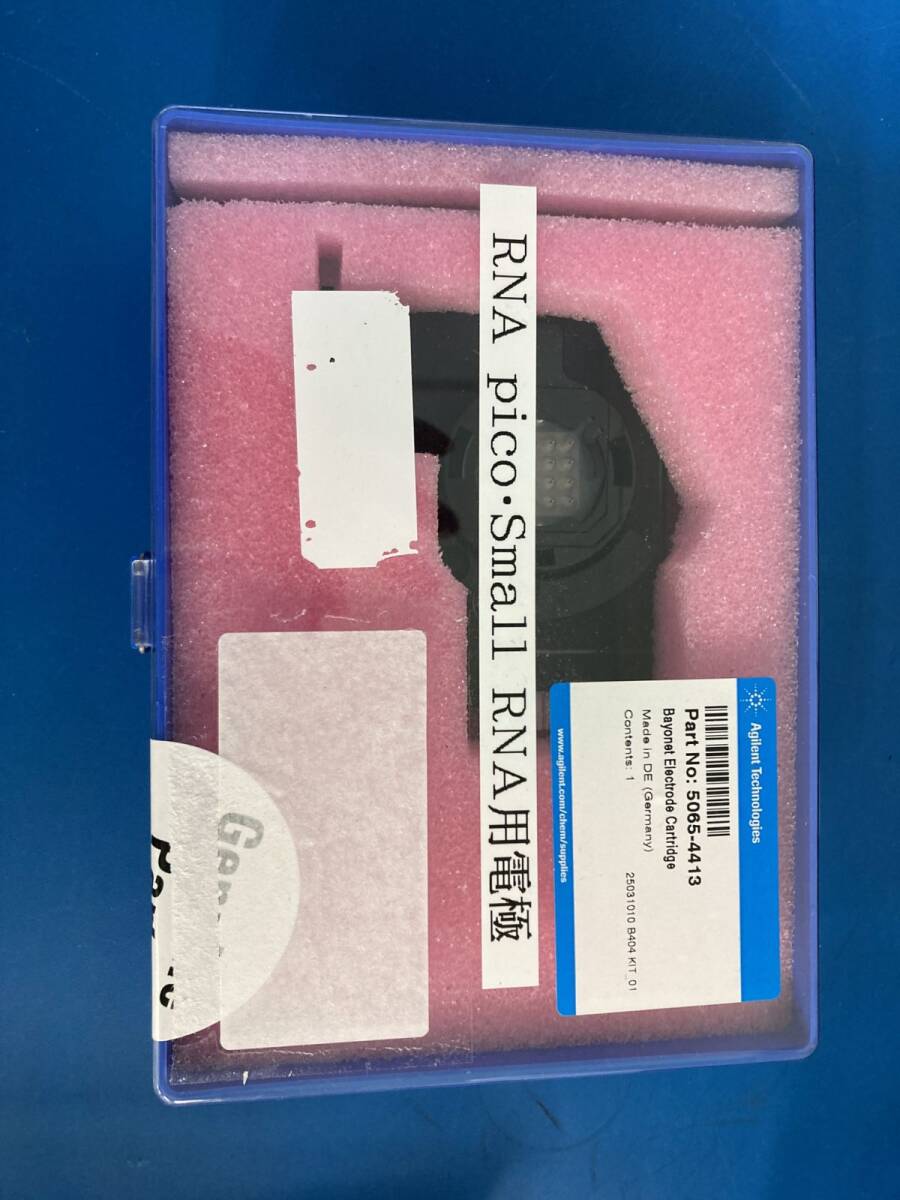 RNA pico・Small RNA用電極
Agilent Technologies
Part No: 5065-4413
Bayonet Electrode Cartridge
Made in DE (Germany)
Contents: 1
25031010 B404 KIT_01
www.agilent.com/chem/supplies